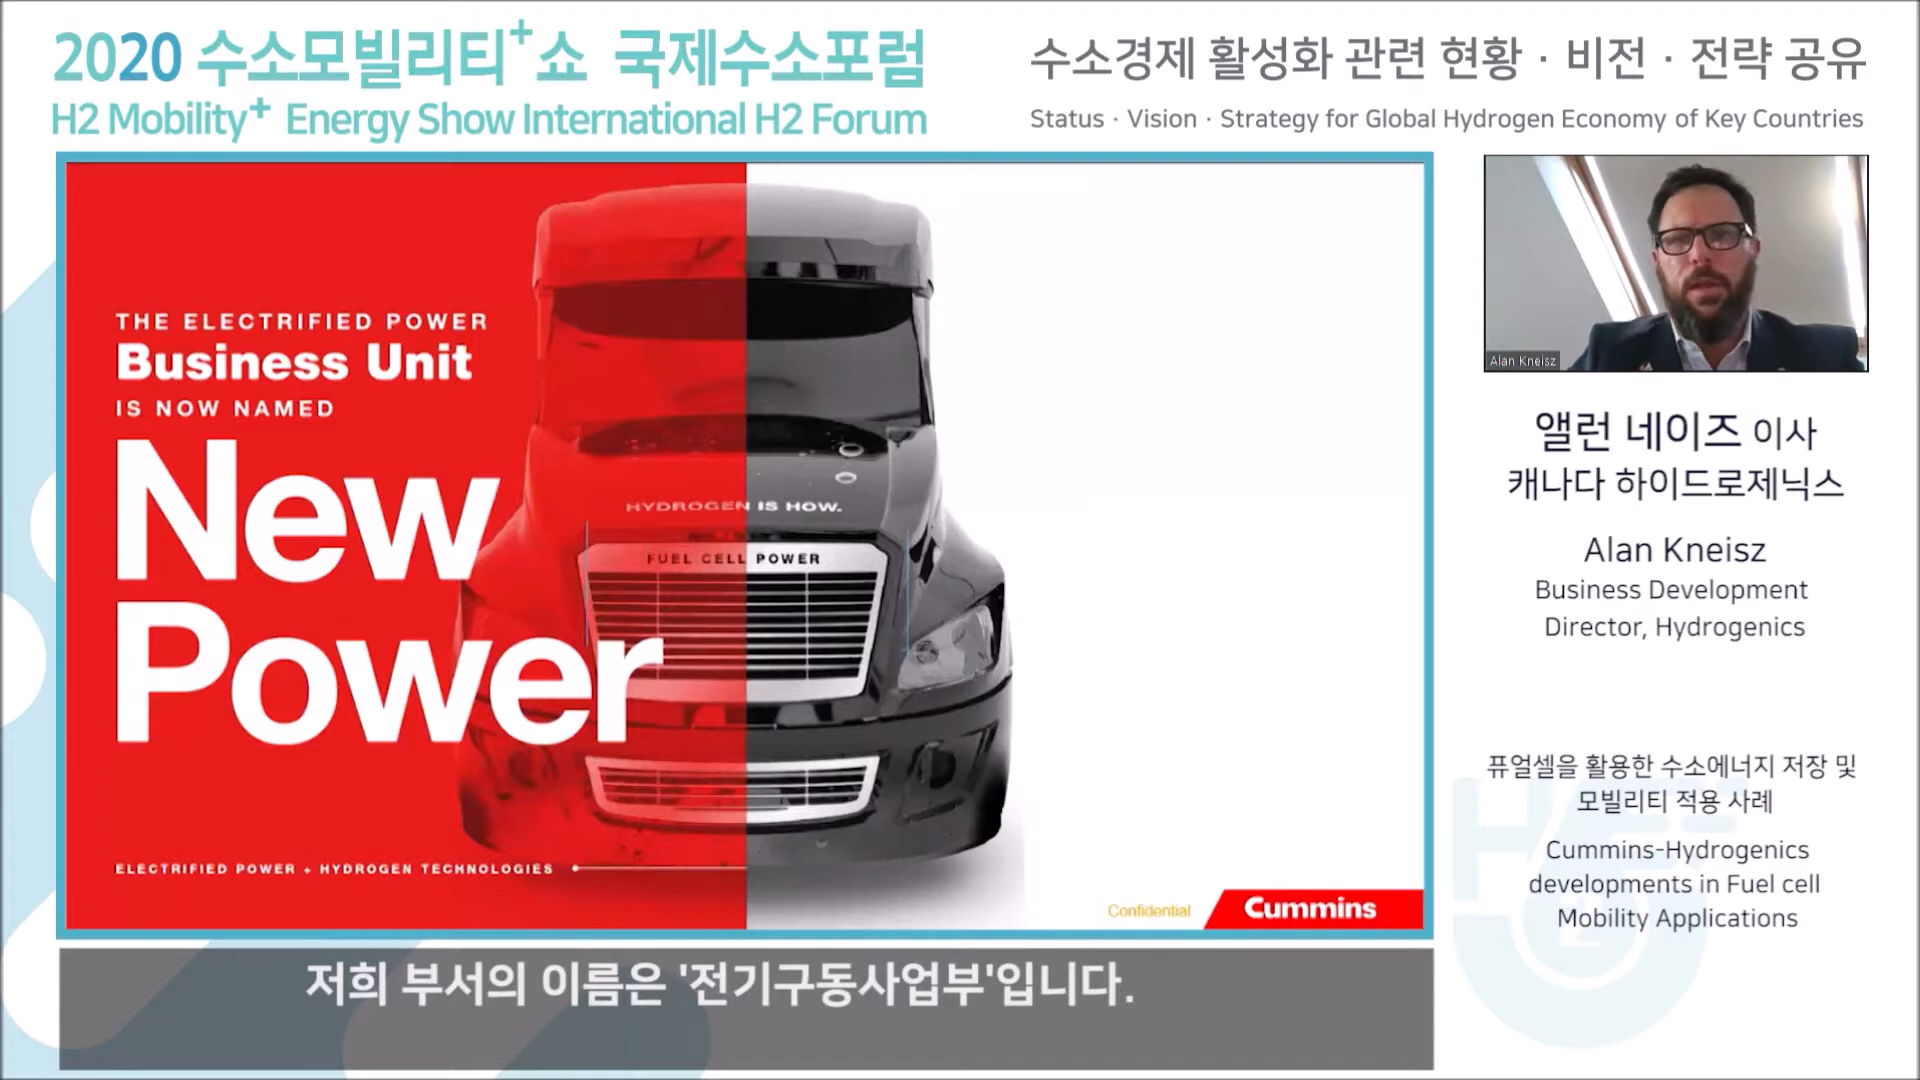 2020 수소모빌리티+쇼 국제수소포럼
H2 Mobility+ Energy Show International H2 Forum
수소경제 활성화 관련 현황 · 비전 · 전략 공유
Status · Vision · Strategy for Global Hydrogen Economy of Key Countries
THE ELECTRIFIED POWER
Business Unit
IS NOW NAMED
New
Power
HYDROGEN IS HOW.
FUEL CELL POWER
ELECTRIFIED POWER + HYDROGEN TECHNOLOGIES
Confidential
Cummins
Alan Kneisz
앨런 네이즈 이사
캐나다 하이드로제닉스
Alan Kneisz
Business Development
Director, Hydrogenics
퓨얼셀을 활용한 수소에너지 저장 및
모빌리티 적용 사례
Cummins-Hydrogenics
developments in Fuel cell
Mobility Applications
저희 부서의 이름은 '전기구동사업부'입니다.